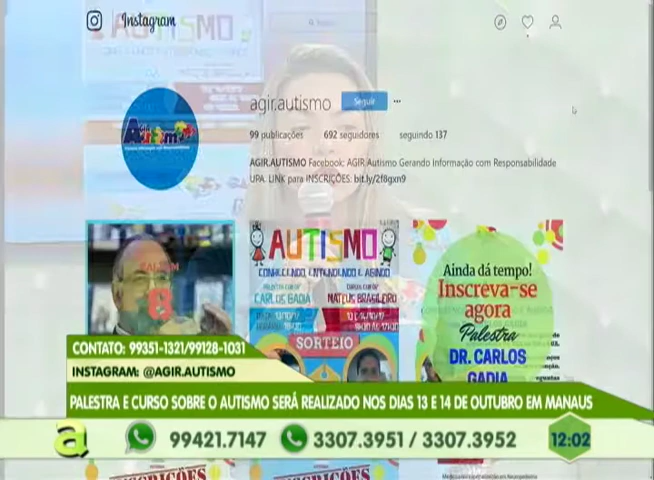 Instagram
agir.autismo
Seguir
99 publicações 692 seguidores seguindo 137
AGIR.AUTISMO Facebook: AGIR Autismo Gerando Informação com Responsabilidade
UPA: LINK para INSCRIÇÕES: bit.ly/2f8gxn9
AUTISMO
CONHECENDO, ENTENDENDO E AGINDO
CARLOS GADIA
MATEUS BRASILEIRO
SORTEIO
FALTAM
8
Ainda dá tempo!
Inscreva-se
agora
Palestra
DR. CARLOS
GADIA
CONTATO: 99351-1321/99128-1031
INSTAGRAM: @AGIR.AUTISMO
PALESTRA E CURSO SOBRE O AUTISMO SERÁ REALIZADO NOS DIAS 13 E 14 DE OUTUBRO EM MANAUS
a 99421.7147 3307.3951 / 3307.3952 12:02